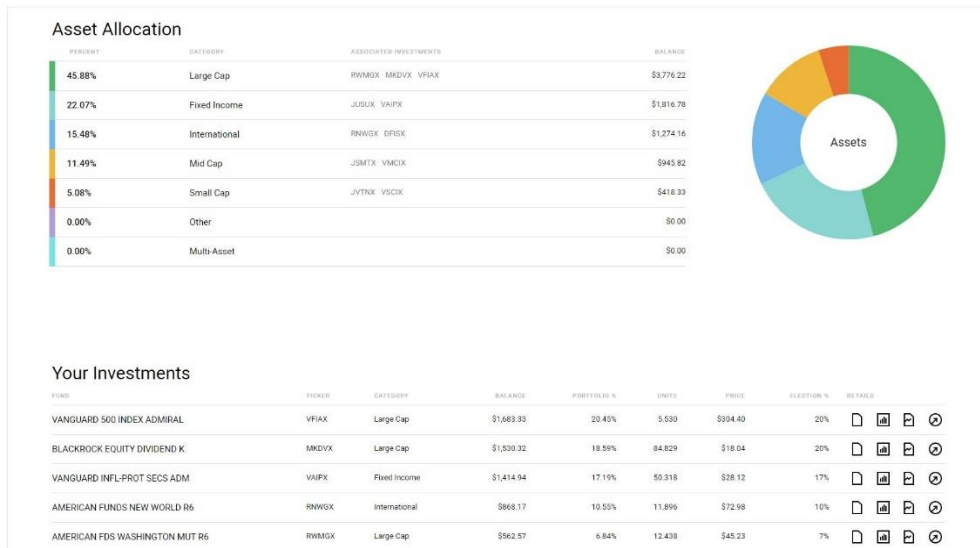 Asset Allocation
PERCENT CATEGORY ASSOCIATED INVESTMENTS BALANCE
45.88% Large Cap RWMGX MKDVX VFIAX $3,776.22
22.07% Fixed Income JUSUX VAIPX $1,816.78
15.48% International RNWGX DFISX $1,274.16
11.49% Mid Cap JSMTX VMCIX $945.82
5.08% Small Cap JVTNX VSCIX $418.33
0.00% Other $0.00
0.00% Multi-Asset $0.00
Assets
Your Investments
FUND TICKER CATEGORY BALANCE PORTFOLIO % UNITS PRICE ELECTION % DETAILS
VANGUARD 500 INDEX ADMIRAL VFIAX Large Cap $1,683.33 20.45% 5.530 $304.40 20%
BLACKROCK EQUITY DIVIDEND K MKDVX Large Cap $1,530.32 18.59% 84.829 $18.04 20%
VANGUARD INFL-PROT SECS ADM VAIPX Fixed Income $1,414.94 17.19% 50.318 $28.12 17%
AMERICAN FUNDS NEW WORLD R6 RNWGX International $868.17 10.55% 11.896 $72.98 10%
AMERICAN FDS WASHINGTON MUT R6 RWMGX Large Cap $562.57 6.84% 12.438 $45.23 7%